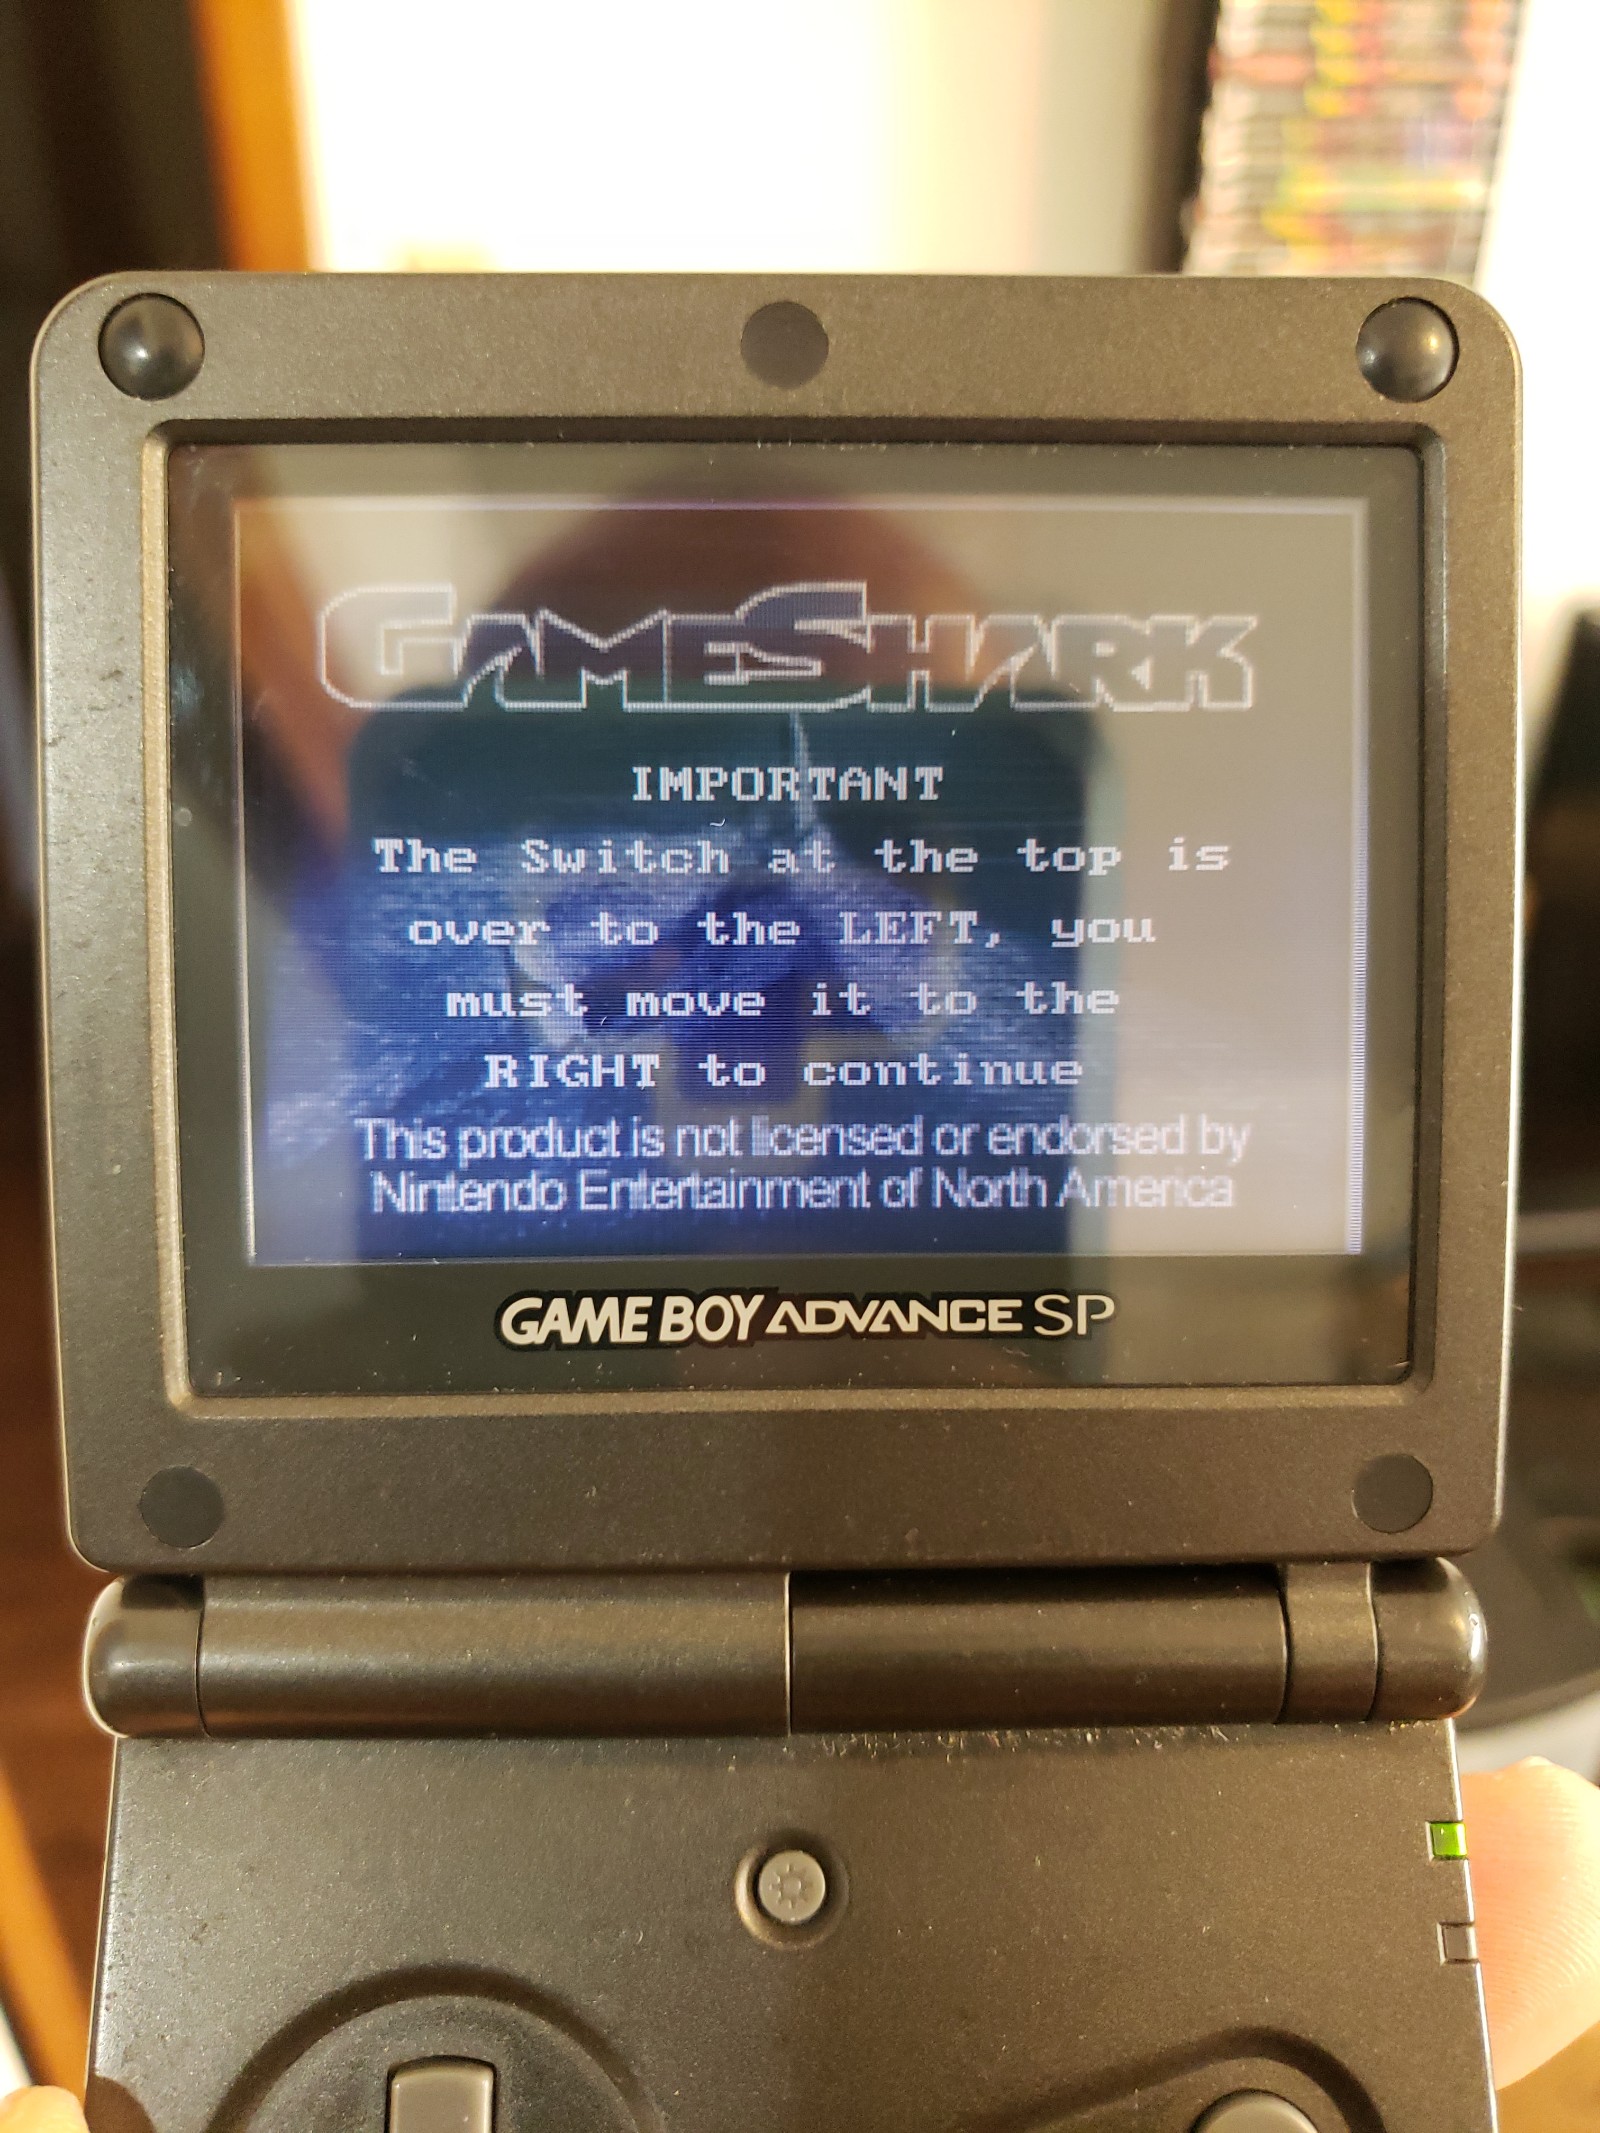 GAMESHARK
IMPORTANT
The Switch at the top is
over to the LEFT, you
must move it to the
RIGHT to continue
This product is not licensed or endorsed by
Nintendo Entertainment of North America
GAME BOY ADVANCE SP